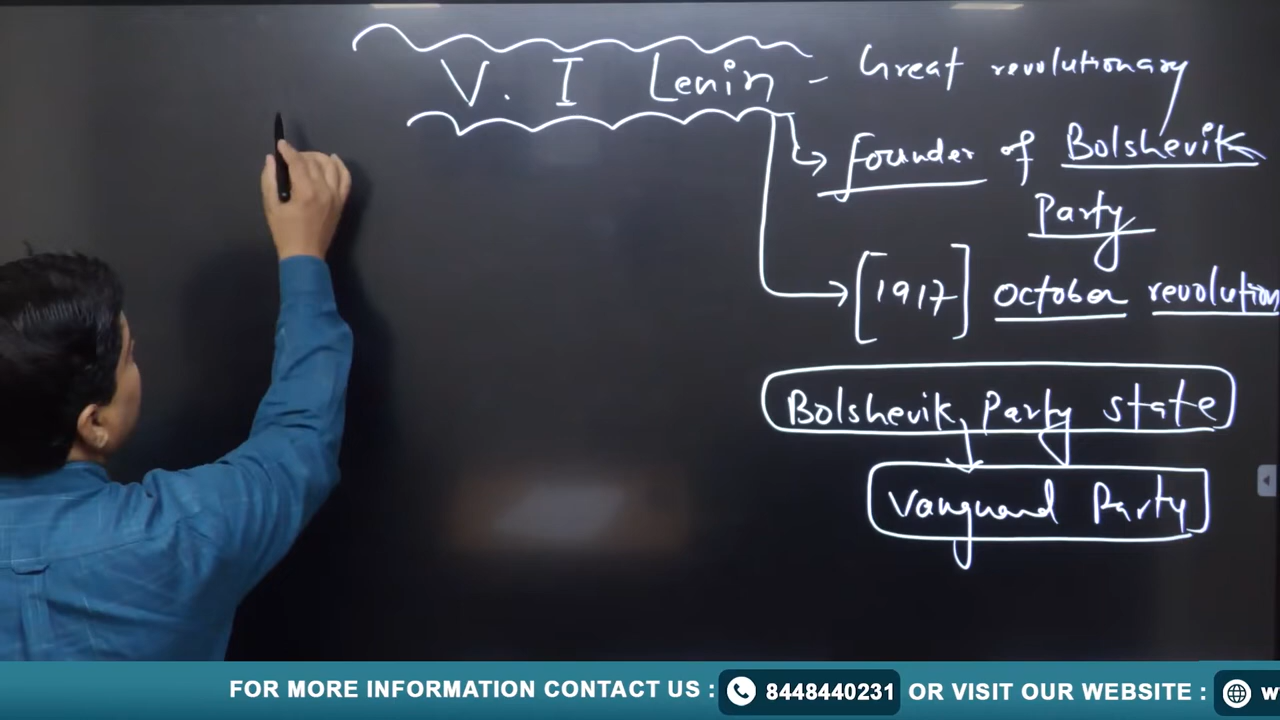 V. I Lenin - Great revolutionary
founder of Bolshevik
Party
[1917] October revolution
Bolshevik Party state
Vanguard Party
FOR MORE INFORMATION CONTACT US : 8448440231 OR VISIT OUR WEBSITE : w